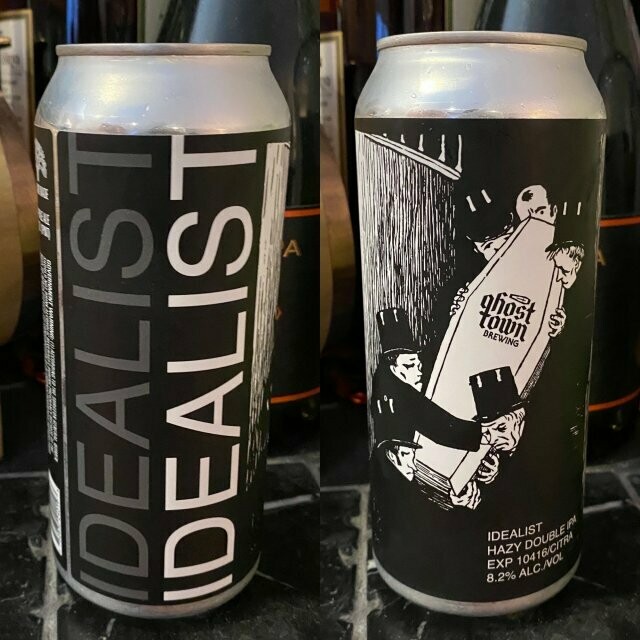 IDEALIST
IDEALIST
ghost
town
BREWING
IDEALIST
HAZY DOUBLE IPA
EXP 10416/CITRA
8.2% ALC./VOL